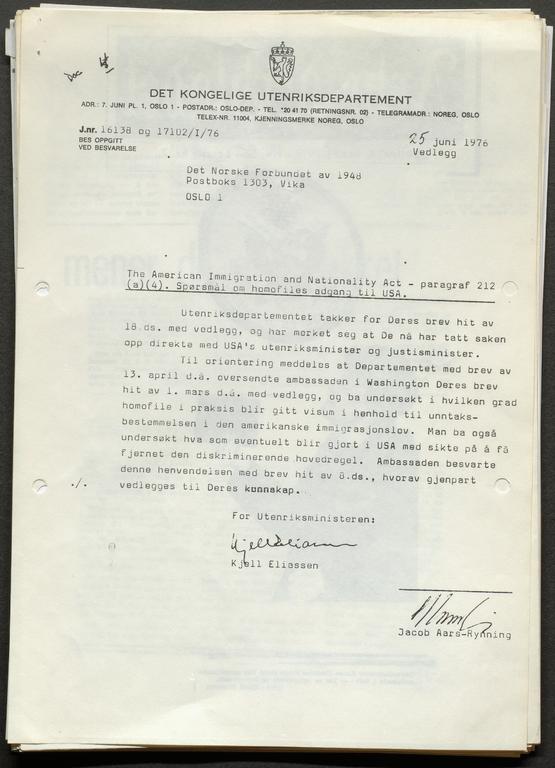 DET KONGELIGE UTENRIKSDEPARTEMENT
ADR.: 7. JUNI PL. 1, OSLO 1 - POSTADR.: OSLO-DEP. - TEL. *20 41 70 (RETNINGSNR. 02) - TELEGRAMADR.: NOREG, OSLO
TELEX-NR. 11004, KJENNINGSMERKE NOREG, OSLO
J.nr. 16138 og 17102/I/76
BES OPPGITT
VED BESVARELSE
25 juni 1976
Vedlegg
Det Norske Forbundet av 1948
Postboks 1303, Vika
OSLO 1
The American Immigration and Nationality Act - paragraf 212
(a)(4). Spørsmål om homofiles adgang til USA.
Utenriksdepartementet takker for Deres brev hit av
18.ds. med vedlegg, og har merket seg at De nå har tatt saken
opp direkte med USA's utenriksminister og justisminister.
Til orientering meddeles at Departementet med brev av
13. april d.å. oversendte ambassaden i Washington Deres brev
hit av 1. mars d.å. med vedlegg, og ba undersøkt i hvilken grad
homofile i praksis blir gitt visum i henhold til unntaks-
bestemmelsen i den amerikanske immigrasjonslov. Man ba også
undersøkt hva som eventuelt blir gjort i USA med sikte på å få
fjernet den diskriminerende hovedregel. Ambassaden besvarte
denne henvendelsen med brev hit av 8.ds., hvorav gjenpart
./. vedlegges til Deres kunnskap.
For Utenriksministeren:
Kjell Eliassen
Kjell Eliassen
Jacob Aars-Rynning